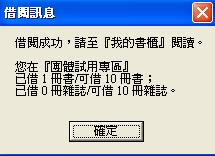 借閱訊息
借閱成功，請至『我的書櫃』閱讀。
您在『團體試用專區』
已借 1 冊書/可借 10 冊書；
已借 0 冊雜誌/可借 10 冊雜誌。
確定